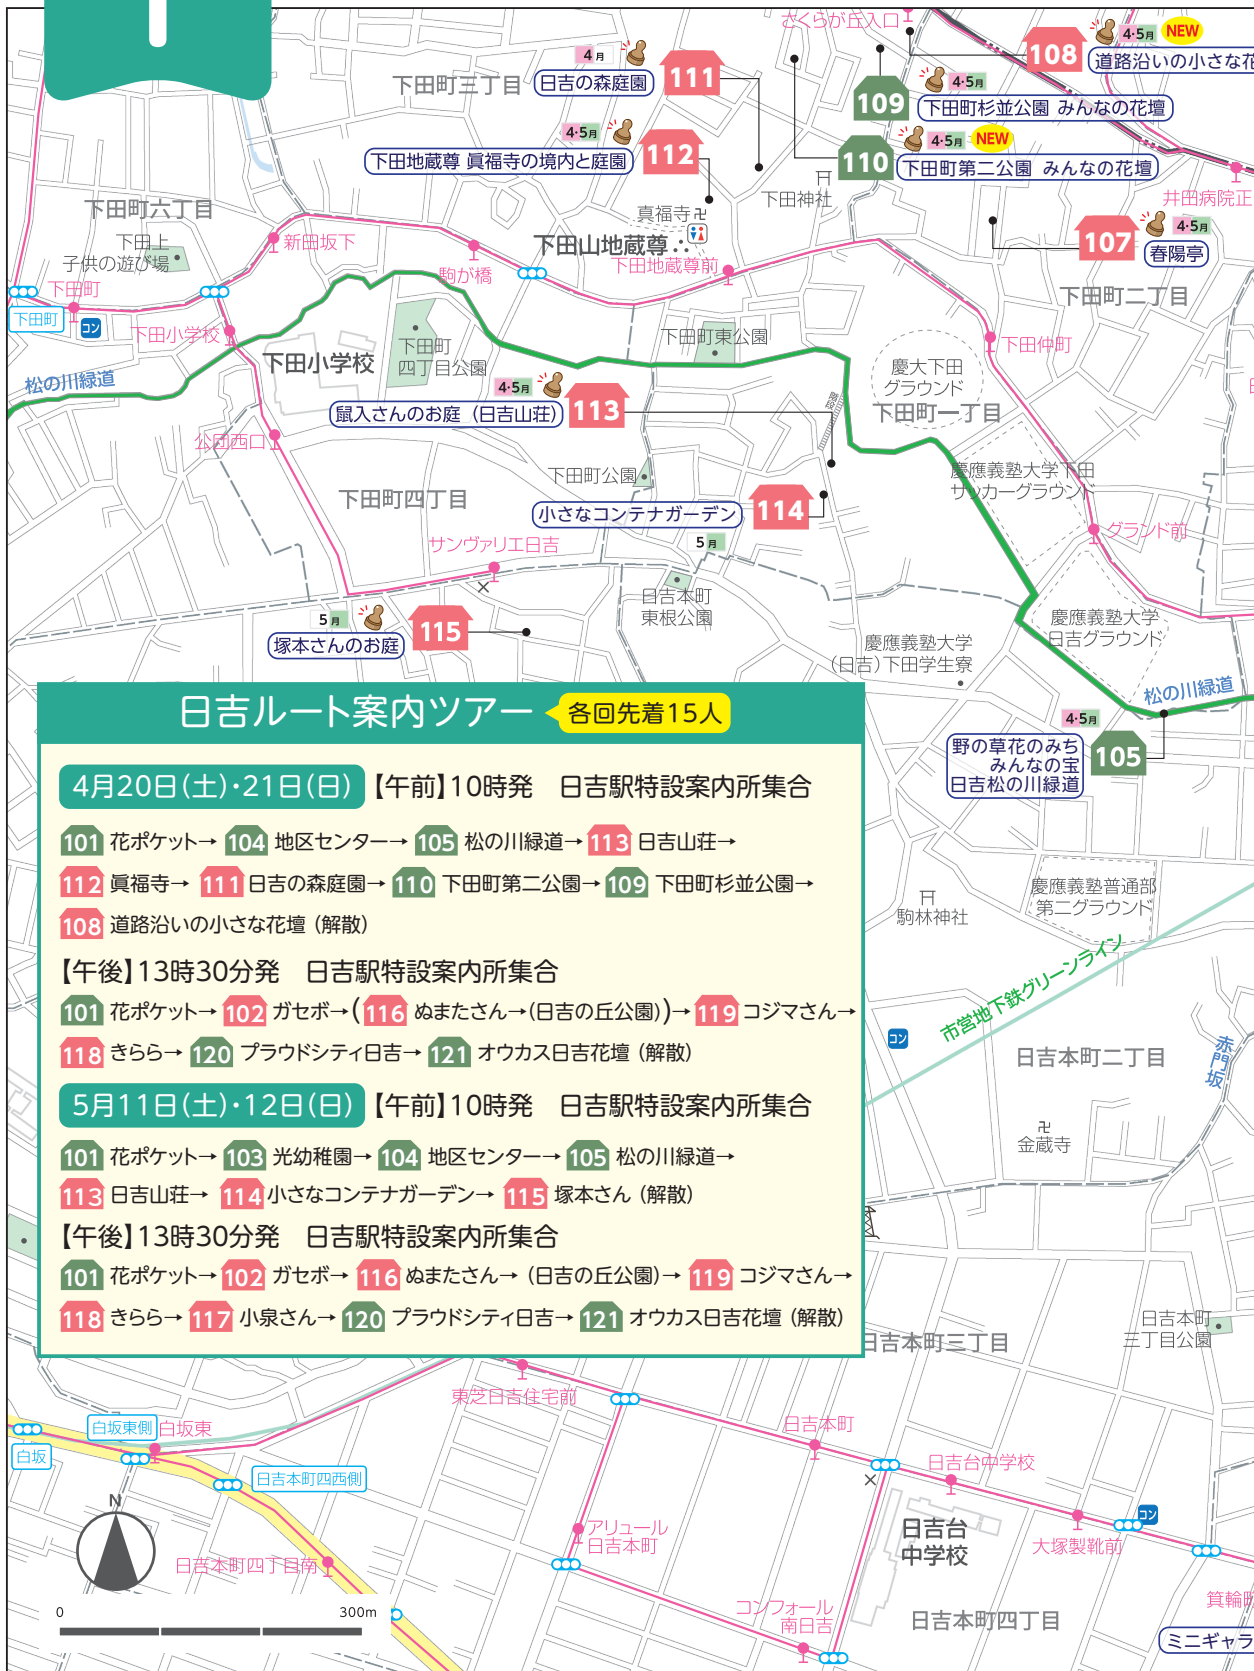 さくらが丘入口
4・5月 NEW
108 道路沿いの小さな花
4月
日吉の森庭園 111
下田町三丁目
4・5月
109 下田町杉並公園 みんなの花壇
4・5月
下田地蔵尊 眞福寺の境内と庭園 112
4・5月 NEW
110 下田町第二公園 みんなの花壇
下田神社
井田病院正
下田町六丁目
真福寺
下田山地蔵尊
下田地蔵尊前
4・5月
107 春陽亭
下田町二丁目
下田上
子供の遊び場
新田坂下
駒が橋
下田町
下田町
コン
下田小学校
下田小学校
下田町
四丁目公園
下田町東公園
慶大下田
グラウンド
下田仲町
下田町一丁目
松の川緑道
4・5月
鼠入さんのお庭(日吉山荘) 113
階段
公団西口
下田町公園
慶應義塾大学下田
サッカーグラウンド
下田町四丁目
小さなコンテナガーデン 114
5月
グランド前
サンヴァリエ日吉
日吉本町
東根公園
5月
塚本さんのお庭 115
慶應義塾大学
日吉グラウンド
慶應義塾大学
(日吉)下田学生寮
松の川緑道
4・5月
野の草花のみち
みんなの宝
日吉松の川緑道
105
日吉ルート案内ツアー 各回先着15人
4月20日(土)・21日(日) 【午前】10時発 日吉駅特設案内所集合
101 花ポケット→ 104 地区センター→ 105 松の川緑道→ 113 日吉山荘→
112 眞福寺→ 111 日吉の森庭園→ 110 下田町第二公園→ 109 下田町杉並公園→
108 道路沿いの小さな花壇(解散)
【午後】13時30分発 日吉駅特設案内所集合
101 花ポケット→ 102 ガセボ→( 116 ぬまたさん→(日吉の丘公園))→ 119 コジマさん→
118 きらら→ 120 プラウドシティ日吉→ 121 オウカス日吉花壇(解散)
5月11日(土)・12日(日) 【午前】10時発 日吉駅特設案内所集合
101 花ポケット→ 103 光幼稚園→ 104 地区センター→ 105 松の川緑道→
113 日吉山荘→ 114 小さなコンテナガーデン→ 115 塚本さん(解散)
【午後】13時30分発 日吉駅特設案内所集合
101 花ポケット→ 102 ガセボ→ 116 ぬまたさん→(日吉の丘公園)→ 119 コジマさん→
118 きらら→ 117 小泉さん→ 120 プラウドシティ日吉→ 121 オウカス日吉花壇(解散)
慶應義塾普通部
第二グラウンド
駒林神社
市営地下鉄グリーンライン
コン
日吉本町二丁目
赤門坂
金蔵寺
日吉本町三丁目
日吉本町
三丁目公園
東芝日吉住宅前
白坂東側
白坂東
白坂
日吉本町四西側
日吉本町
日吉台中学校
日吉台
中学校
コン
大塚製靴前
アリュール
日吉本町
日吉本町四丁目南
コンフォール
南日吉
日吉本町四丁目
箕輪町
ミニギャラ
N
0 300m